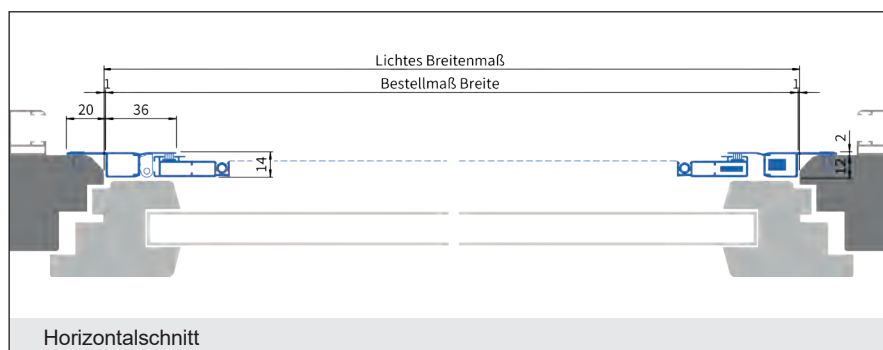 Lichtes Breitenmaß
1 Bestellmaß Breite 1
20 36
2
14
12
Horizontalschnitt